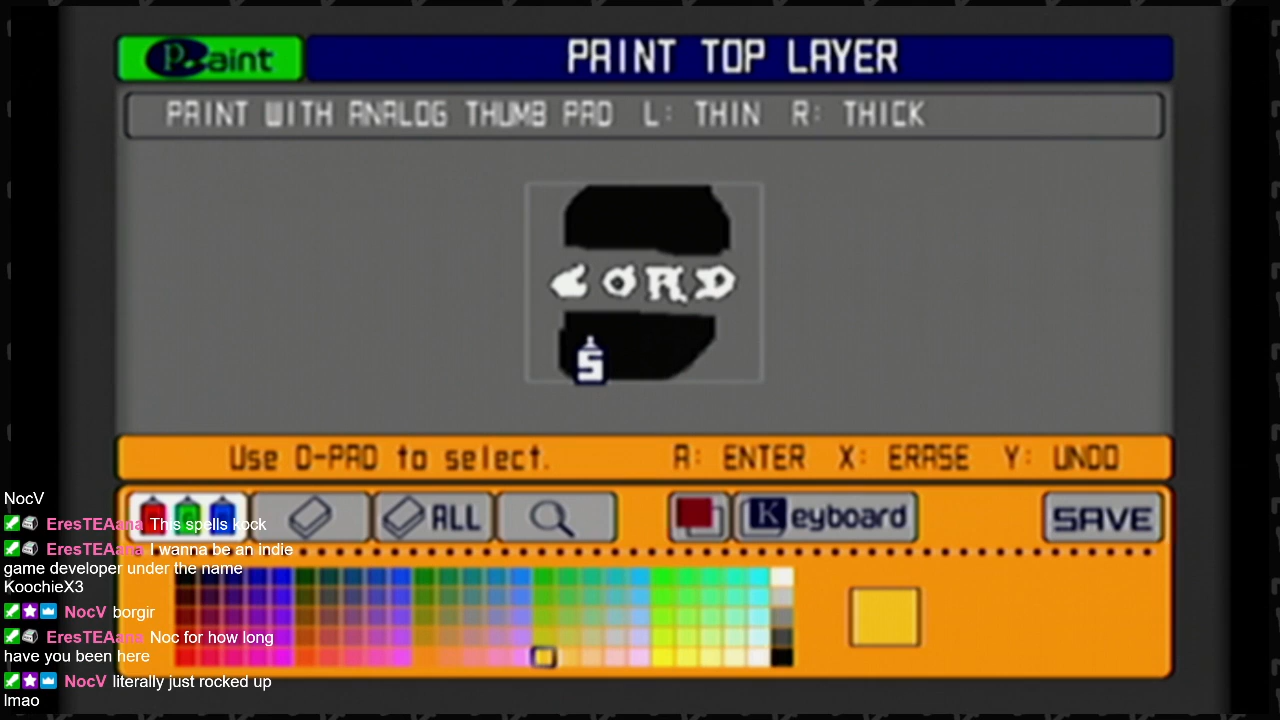 Paint
PAINT TOP LAYER
PAINT WITH ANALOG THUMB PAD L: THIN R: THICK
CORD
S
Use D-PAD to select. A: ENTER X: ERASE Y: UNDO
ALL
Keyboard
SAVE
NocV
EresTEAana This spells kock
EresTEAana I wanna be an indie
game developer under the name
KoochieX3
NocV borgir
EresTEAana Noc for how long
have you been here
NocV literally just rocked up
lmao